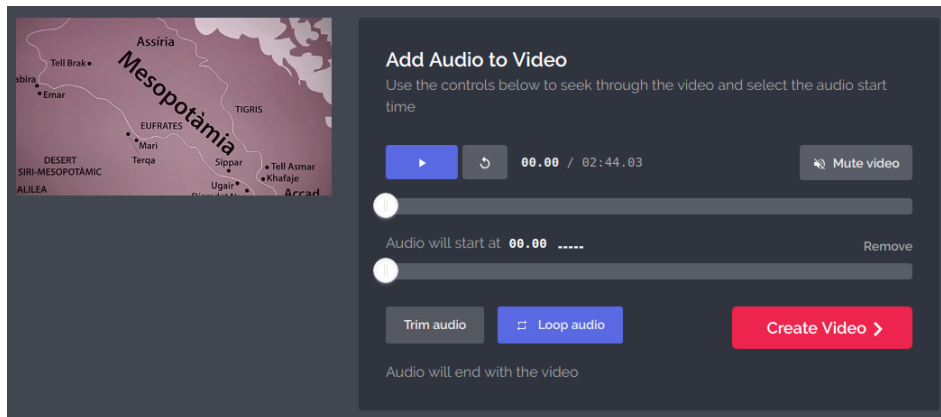 Assíria
Tell Brak
Mesopotàmia
abira
Emar
TIGRIS
EUFRATES
Mari
Terqa
DESERT
SIRI-MESOPOTÀMIC
Sippar
Tell Asmar
Khafaje
Ugair
ALILEA
Accad
Add Audio to Video
Use the controls below to seek through the video and select the audio start
time
00.00 / 02:44.03
Mute video
Audio will start at 00.00
Remove
Trim audio
Loop audio
Create Video
Audio will end with the video